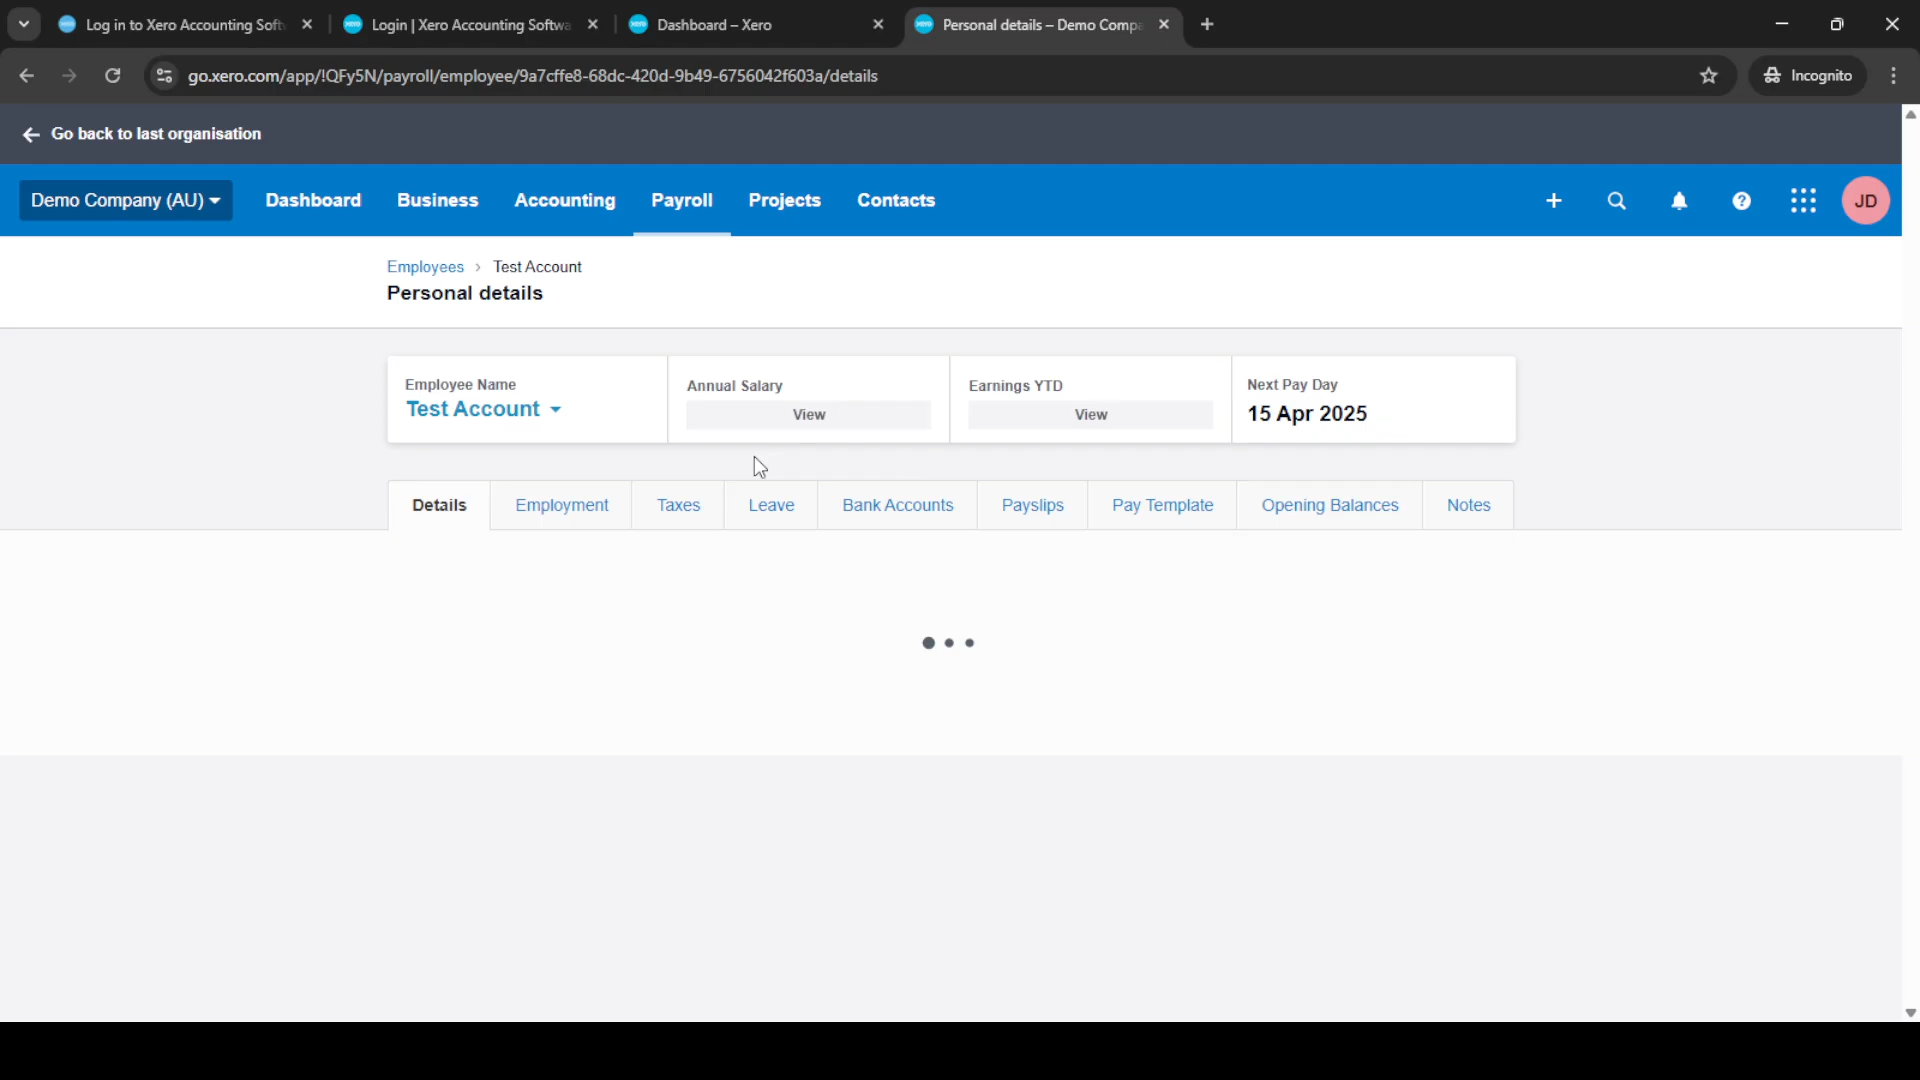 Log in to Xero Accounting Soft
Login | Xero Accounting Softwa
Dashboard – Xero
Personal details – Demo Comp
go.xero.com/app/!QFy5N/payroll/employee/9a7cffe8-68dc-420d-9b49-6756042f603a/details
Incognito
Go back to last organisation
Demo Company (AU)
Dashboard
Business
Accounting
Payroll
Projects
Contacts
JD
Employees › Test Account
Personal details
Employee Name
Test Account
Annual Salary
View
Earnings YTD
View
Next Pay Day
15 Apr 2025
Details
Employment
Taxes
Leave
Bank Accounts
Payslips
Pay Template
Opening Balances
Notes